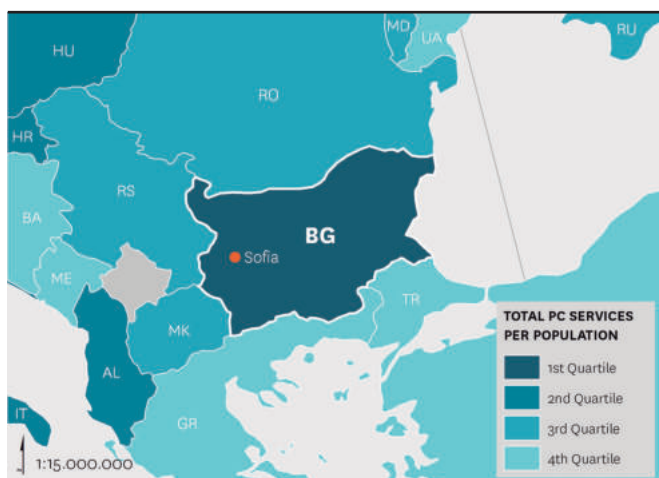 HU
MD
UA
RU
RO
HR
RS
BA
BG
Sofia
ME
TR
MK
AL
GR
IT
TOTAL PC SERVICES
PER POPULATION
1st Quartile
2nd Quartile
3rd Quartile
4th Quartile
1:15.000.000